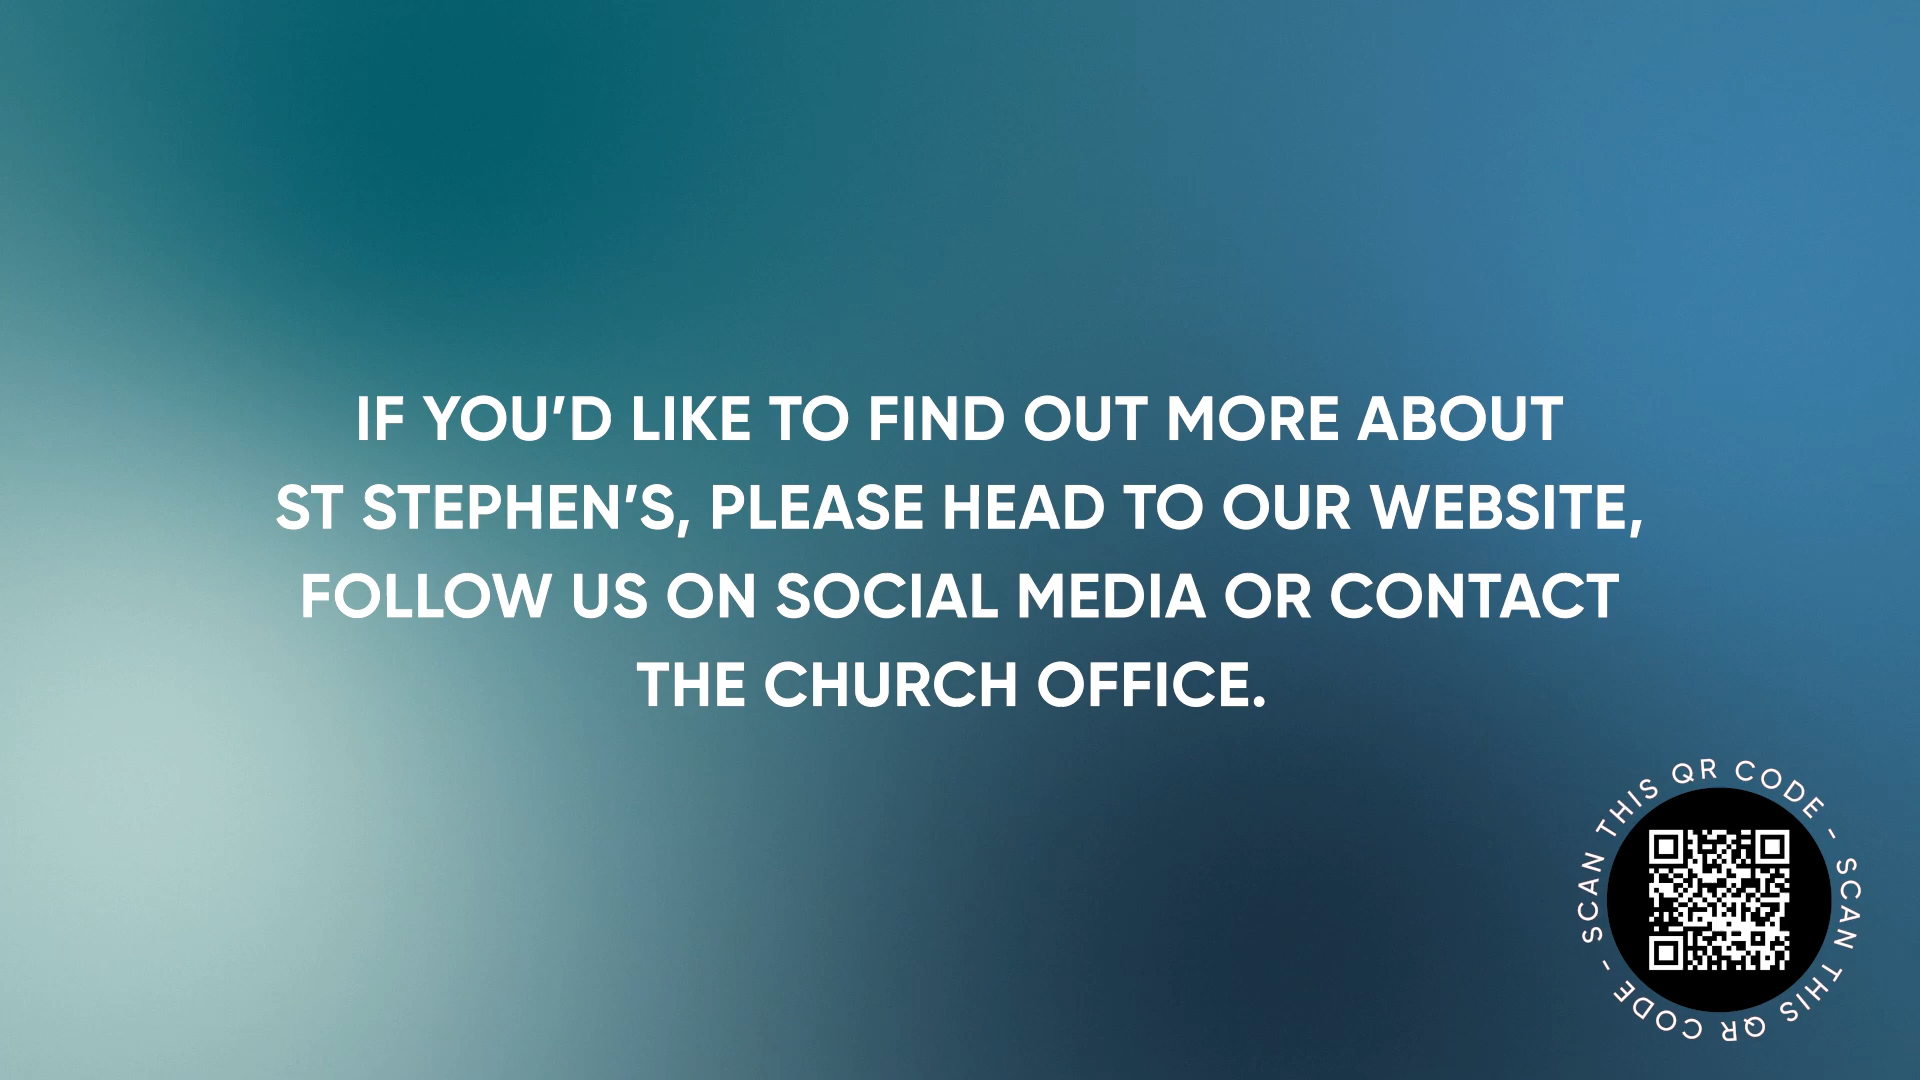 IF YOU’D LIKE TO FIND OUT MORE ABOUT
ST STEPHEN’S, PLEASE HEAD TO OUR WEBSITE,
FOLLOW US ON SOCIAL MEDIA OR CONTACT
THE CHURCH OFFICE.
SCAN THIS QR CODE - SCAN THIS QR CODE -